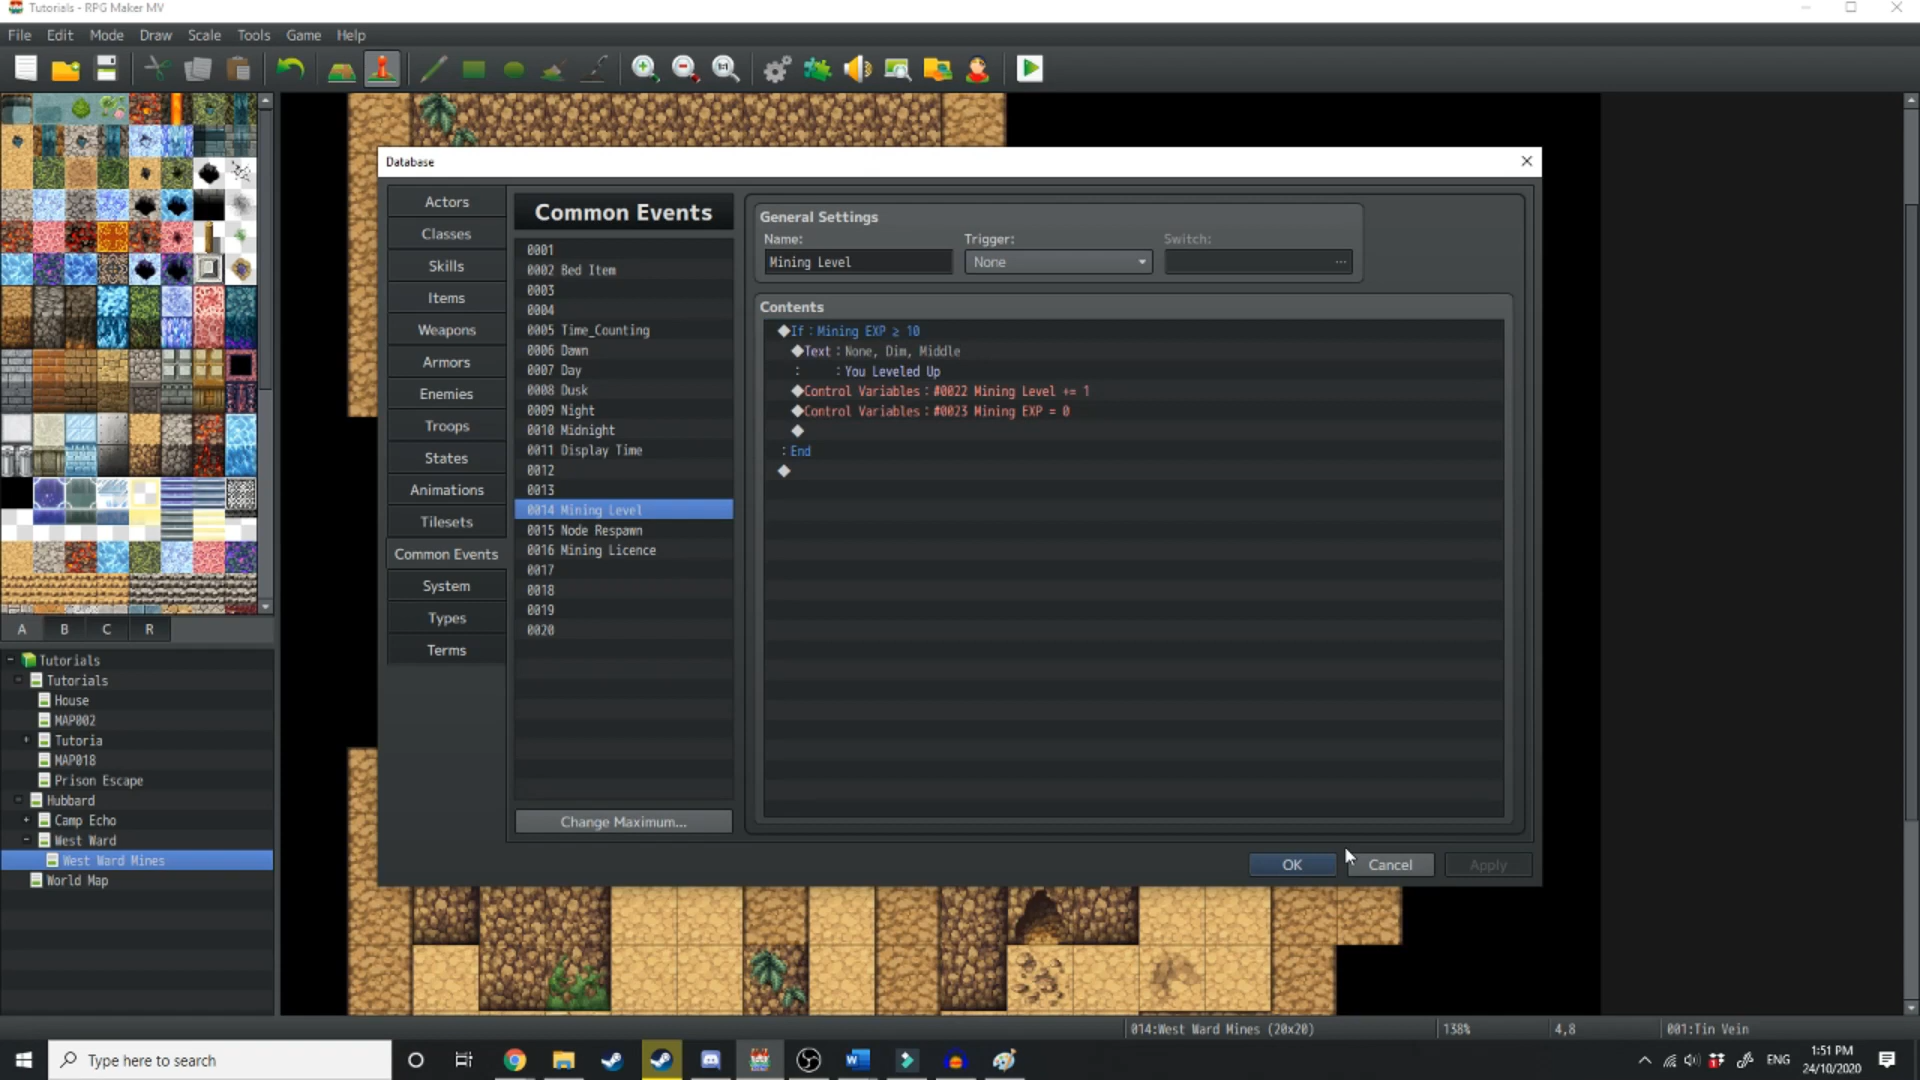 Tutorials - RPG Maker MV
File Edit Mode Draw Scale Tools Game Help
Database
Actors
Classes
Skills
Items
Weapons
Armors
Enemies
Troops
States
Animations
Tilesets
Common Events
System
Types
Terms
Common Events
0001
0002 Bed Item
0003
0004
0005 Time_Counting
0006 Dawn
0007 Day
0008 Dusk
0009 Night
0010 Midnight
0011 Display Time
0012
0013
0014 Mining Level
0015 Node Respawn
0016 Mining Licence
0017
0018
0019
0020
Change Maximum...
General Settings
Name: Trigger: Switch:
Mining Level None ...
Contents
◆If : Mining EXP ≥ 10
◆Text : None, Dim, Middle
: : You Leveled Up
◆Control Variables : #0022 Mining Level += 1
◆Control Variables : #0023 Mining EXP = 0
◆
: End
◆
OK Cancel Apply
A B C R
Tutorials
Tutorials
House
MAP002
Tutoria
MAP018
Prison Escape
Hubbard
Camp Echo
West Ward
West Ward Mines
World Map
014:West Ward Mines (20x20) 138% 4,8 001:Tin Vein
Type here to search
ENG
1:51 PM
24/10/2020